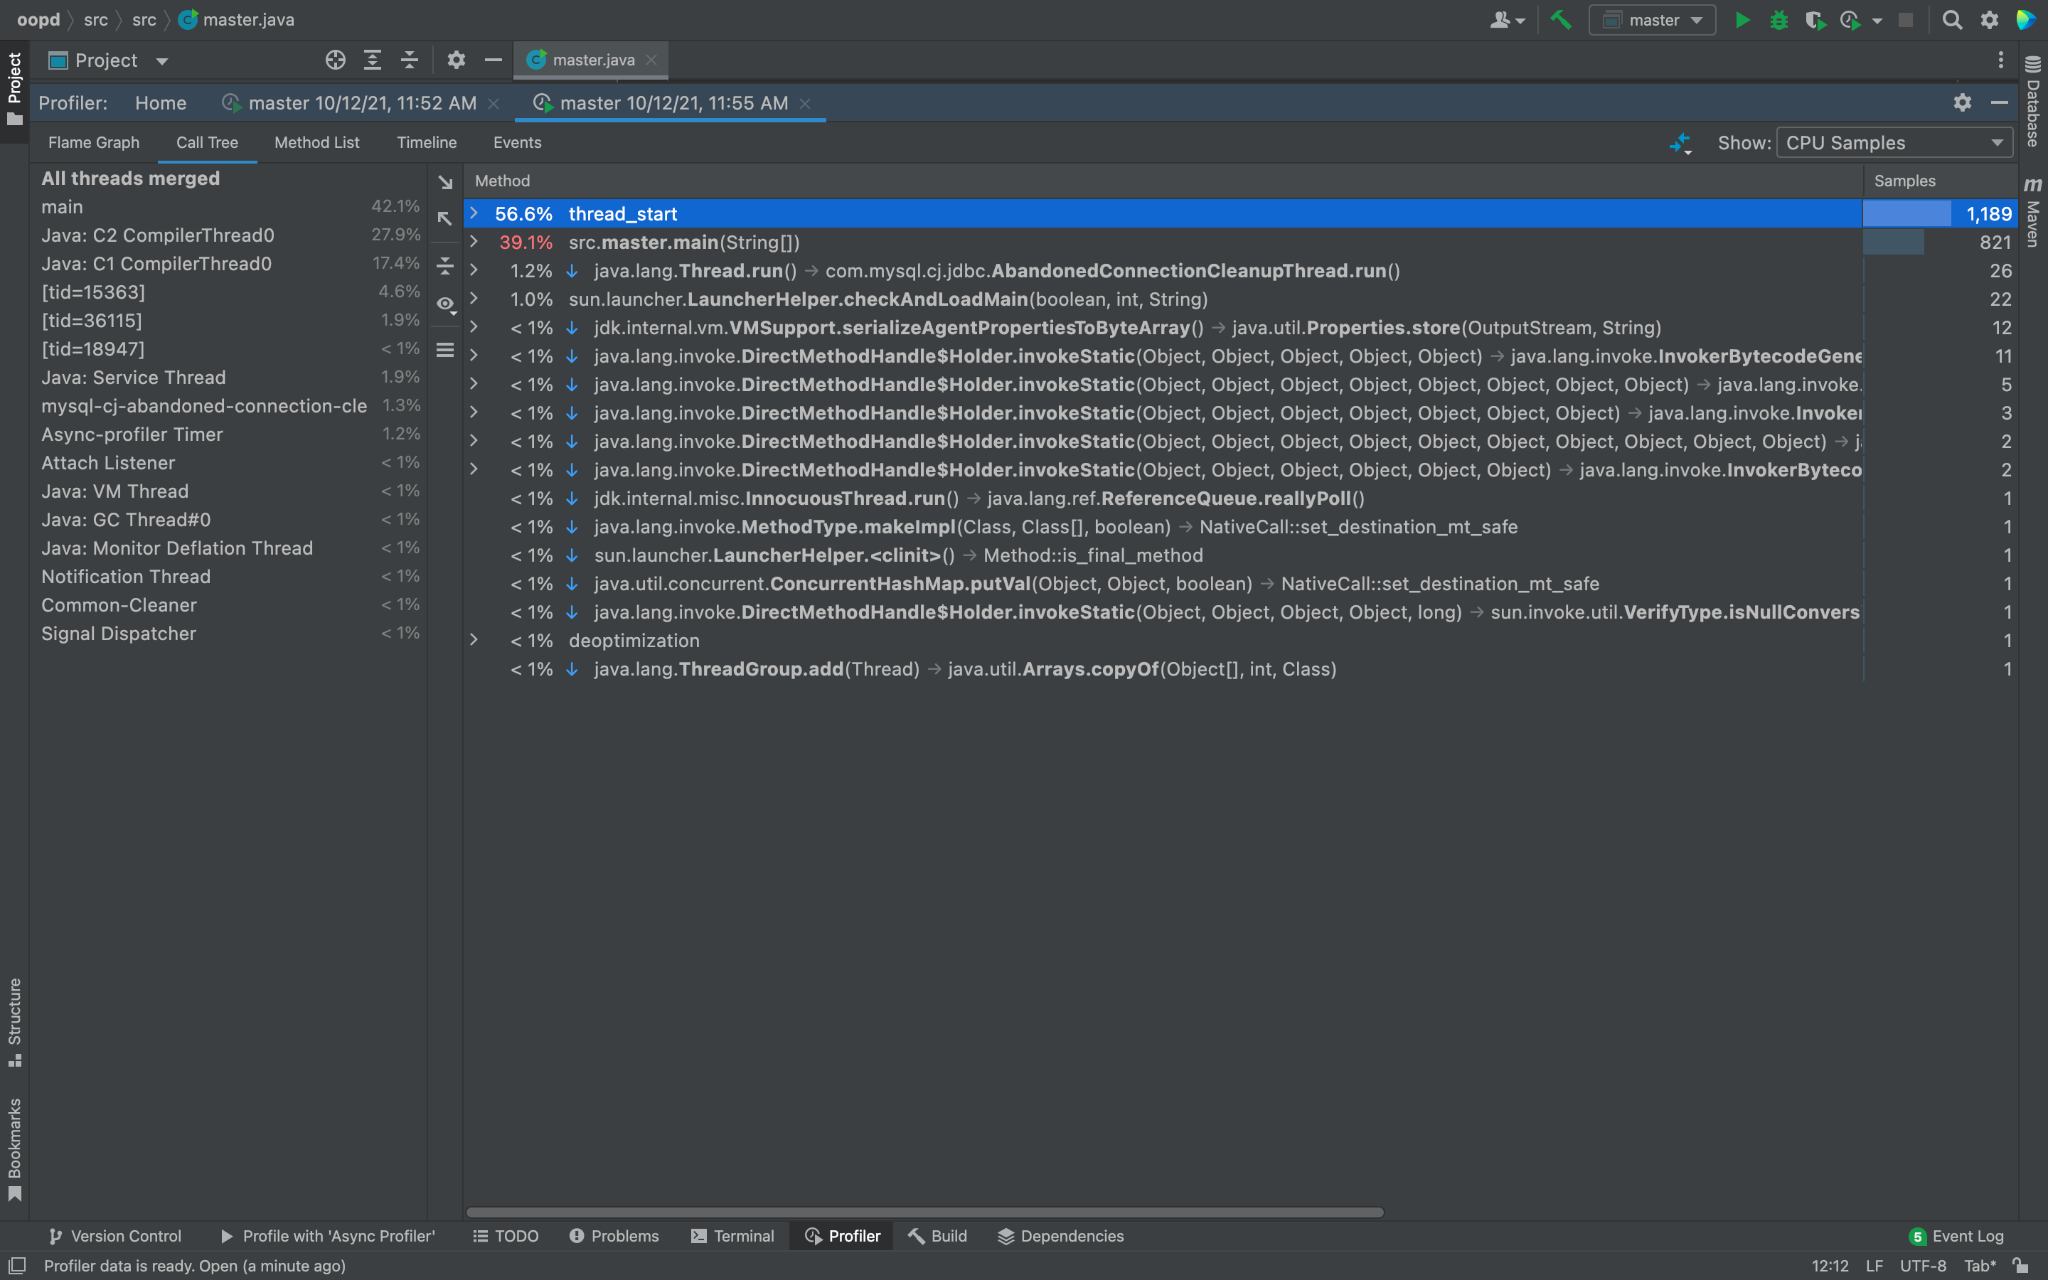 oopd src src master.java master
Project master.java
Profiler: Home master 10/12/21, 11:52 AM master 10/12/21, 11:55 AM
Flame Graph Call Tree Method List Timeline Events Show: CPU Samples
All threads merged
main 42.1%
Java: C2 CompilerThread0 27.9%
Java: C1 CompilerThread0 17.4%
[tid=15363] 4.6%
[tid=36115] 1.9%
[tid=18947] < 1%
Java: Service Thread 1.9%
mysql-cj-abandoned-connection-cle 1.3%
Async-profiler Timer 1.2%
Attach Listener < 1%
Java: VM Thread < 1%
Java: GC Thread#0 < 1%
Java: Monitor Deflation Thread < 1%
Notification Thread < 1%
Common-Cleaner < 1%
Signal Dispatcher < 1%
Method Samples
56.6% thread_start 1,189
39.1% src.master.main(String[]) 821
1.2% ↓ java.lang.Thread.run() → com.mysql.cj.jdbc.AbandonedConnectionCleanupThread.run() 26
1.0% sun.launcher.LauncherHelper.checkAndLoadMain(boolean, int, String) 22
< 1% ↓ jdk.internal.vm.VMSupport.serializeAgentPropertiesToByteArray() → java.util.Properties.store(OutputStream, String) 12
< 1% ↓ java.lang.invoke.DirectMethodHandle$Holder.invokeStatic(Object, Object, Object, Object, Object) → java.lang.invoke.InvokerBytecodeGene 11
< 1% ↓ java.lang.invoke.DirectMethodHandle$Holder.invokeStatic(Object, Object, Object, Object, Object, Object, Object, Object) → java.lang.invoke. 5
< 1% ↓ java.lang.invoke.DirectMethodHandle$Holder.invokeStatic(Object, Object, Object, Object, Object, Object, Object) → java.lang.invoke.Invoker 3
< 1% ↓ java.lang.invoke.DirectMethodHandle$Holder.invokeStatic(Object, Object, Object, Object, Object, Object, Object, Object, Object, Object) → j 2
< 1% ↓ java.lang.invoke.DirectMethodHandle$Holder.invokeStatic(Object, Object, Object, Object, Object, Object) → java.lang.invoke.InvokerByteco 2
< 1% ↓ jdk.internal.misc.InnocuousThread.run() → java.lang.ref.ReferenceQueue.reallyPoll() 1
< 1% ↓ java.lang.invoke.MethodType.makeImpl(Class, Class[], boolean) → NativeCall::set_destination_mt_safe 1
< 1% ↓ sun.launcher.LauncherHelper.<clinit>() → Method::is_final_method 1
< 1% ↓ java.util.concurrent.ConcurrentHashMap.putVal(Object, Object, boolean) → NativeCall::set_destination_mt_safe 1
< 1% ↓ java.lang.invoke.DirectMethodHandle$Holder.invokeStatic(Object, Object, Object, Object, long) → sun.invoke.util.VerifyType.isNullConvers 1
< 1% deoptimization 1
< 1% ↓ java.lang.ThreadGroup.add(Thread) → java.util.Arrays.copyOf(Object[], int, Class) 1
Project
Structure
Bookmarks
Database
m Maven
Version Control Profile with 'Async Profiler' TODO Problems Terminal Profiler Build Dependencies 5 Event Log
Profiler data is ready. Open (a minute ago) 12:12 LF UTF-8 Tab*